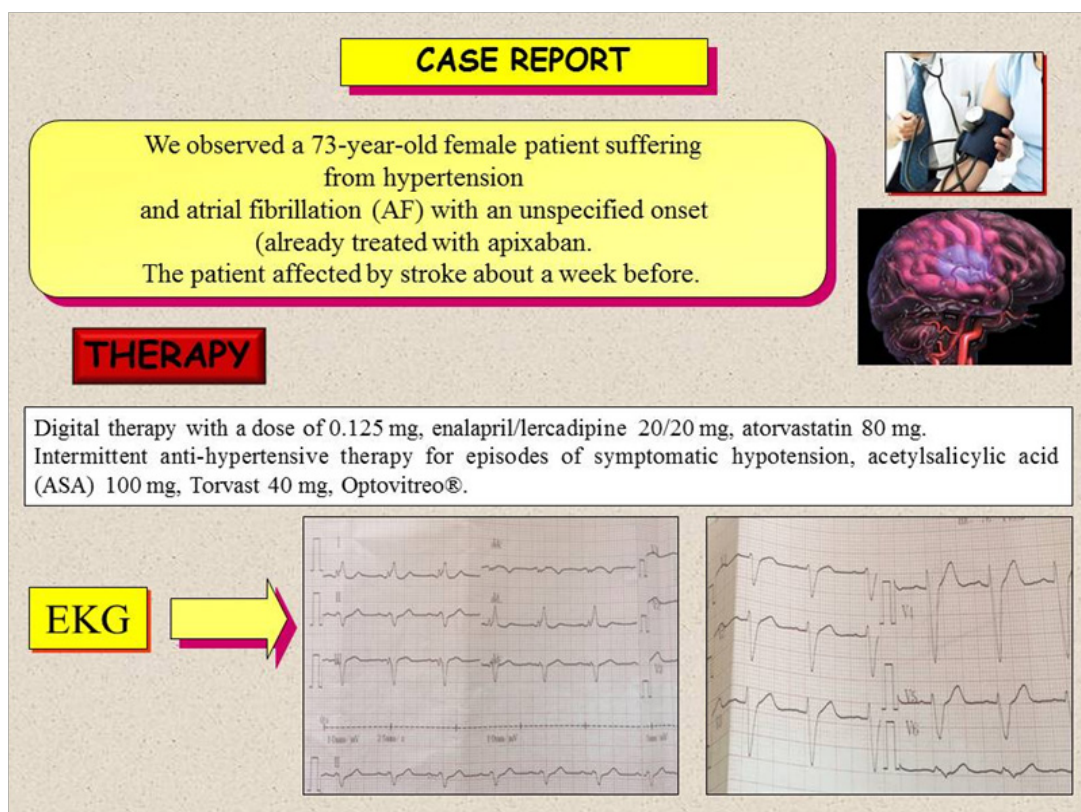 CASE REPORT
We observed a 73-year-old female patient suffering
from hypertension
and atrial fibrillation (AF) with an unspecified onset
(already treated with apixaban.
The patient affected by stroke about a week before.
THERAPY
Digital therapy with a dose of 0.125 mg, enalapril/lercadipine 20/20 mg, atorvastatin 80 mg.
Intermittent anti-hypertensive therapy for episodes of symptomatic hypotension, acetylsalicylic acid
(ASA) 100 mg, Torvast 40 mg, Optovitreo®.
EKG
I
II
II
V4
V5
V6